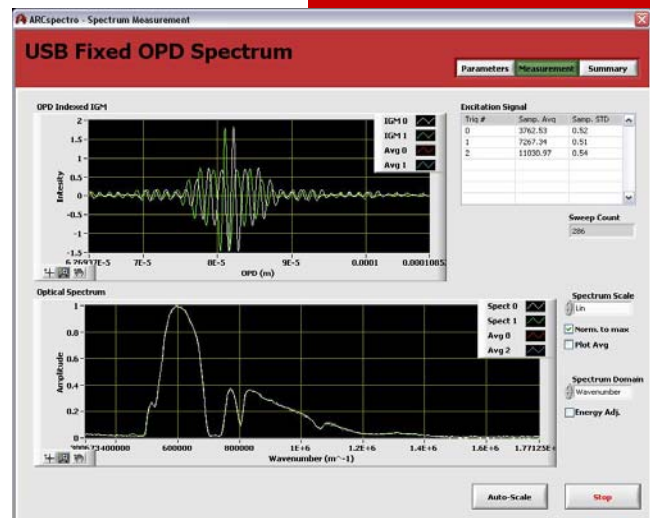 ARCspectro - Spectrum Measurement
USB Fixed OPD Spectrum
Parameters Measurement Summary
OPD Indexed IGM
IGM 0
IGM 1
Avg 0
Avg 1
2
1.5
1
0.5
0
-0.5
-1
-1.5
Intesity
7E-5 8E-5 9E-5 0.0001
OPD (m)
Excitation Signal
Trig # Samp. Avg Samp. STD
0 3762.53 0.52
1 7267.34 0.51
2 11030.97 0.54
Sweep Count
286
Optical Spectrum
Spect 0
Spect 1
Avg 0
Avg 2
1
0.8
0.6
0.4
0.2
0
Amplitude
600000 800000 1E+6 1.2E+6 1.4E+6 1.6E+6 1.77125E+
Wavenumber (m^-1)
Spectrum Scale
Lin
Norm. to max
Plot Avg
Spectrum Domain
Wavenumber
Energy Adj.
Auto-Scale Stop